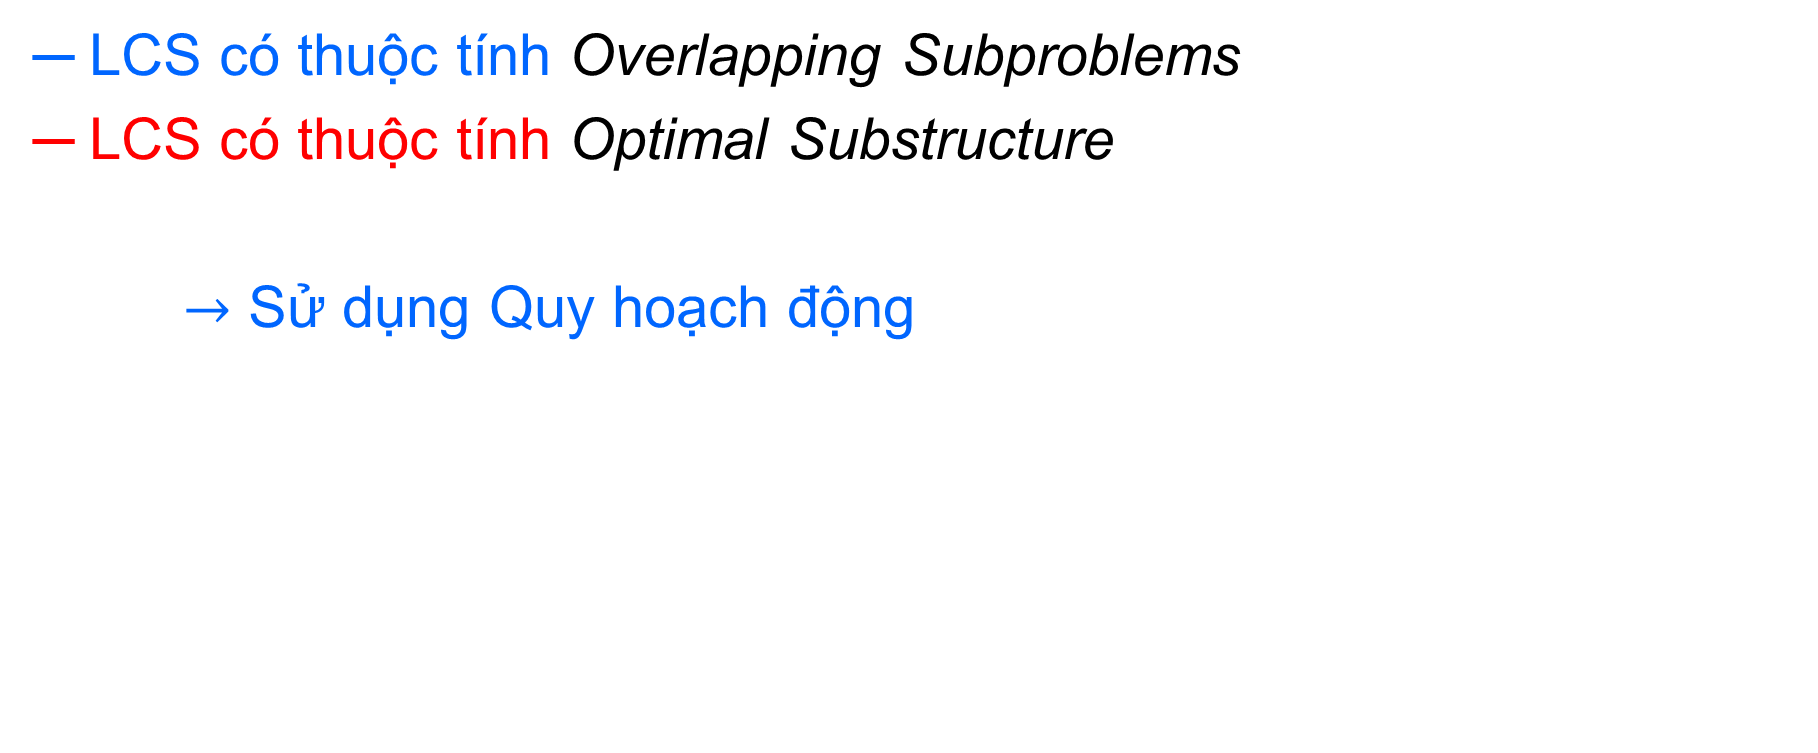 — LCS có thuộc tính Overlapping Subproblems
— LCS có thuộc tính Optimal Substructure
→ Sử dụng Quy hoạch động